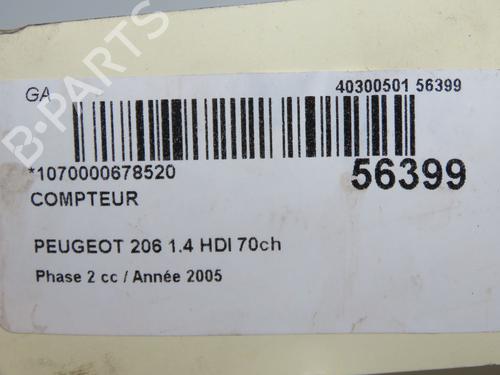 B-PARTS
GA
40300501 56399
*1070000678520
56399
COMPTEUR
PEUGEOT 206 1.4 HDI 70ch
Phase 2 cc / Année 2005